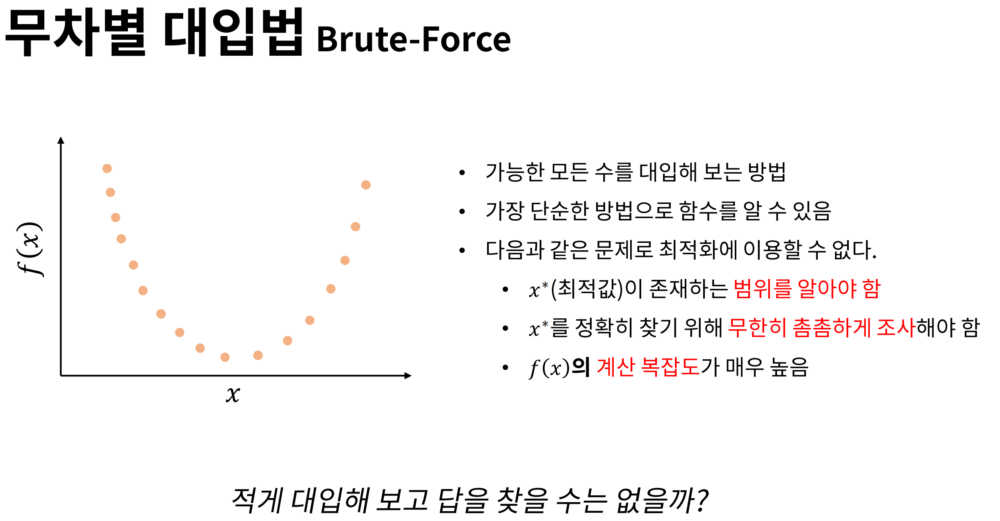 무차별 대입법 Brute-Force
f(x)
x
• 가능한 모든 수를 대입해 보는 방법
• 가장 단순한 방법으로 함수를 알 수 있음
• 다음과 같은 문제로 최적화에 이용할 수 없다.
• x*(최적값)이 존재하는 범위를 알아야 함
• x*를 정확히 찾기 위해 무한히 촘촘하게 조사해야 함
• f(x)의 계산 복잡도가 매우 높음
적게 대입해 보고 답을 찾을 수는 없을까?